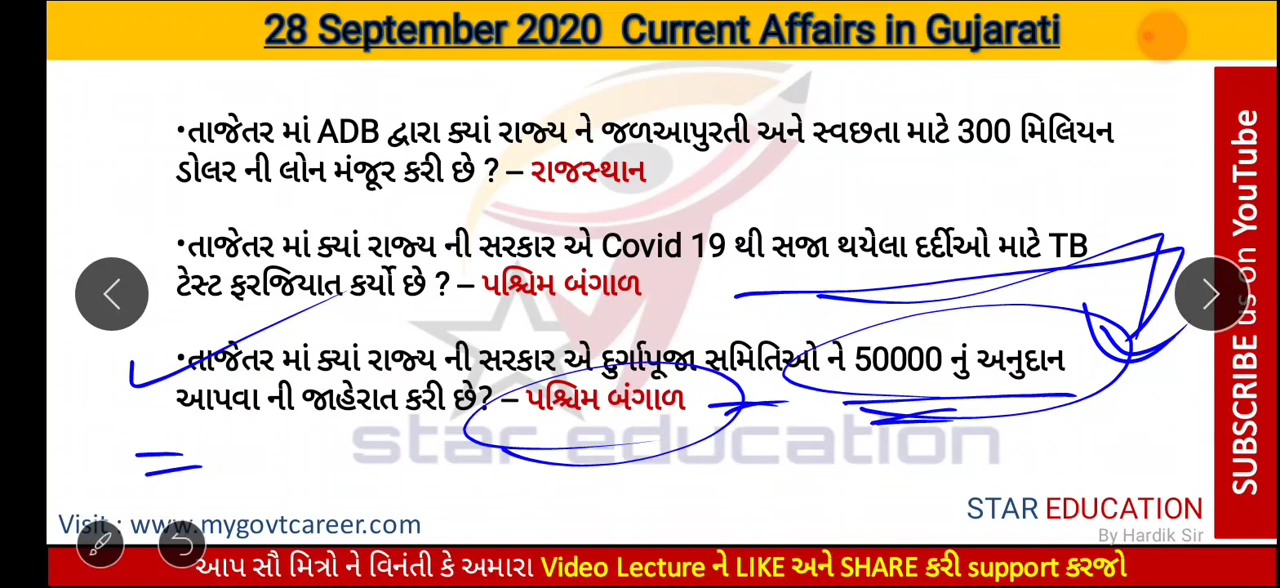 28 September 2020 Current Affairs in Gujarati
•તાજેતર માં ADB દ્વારા ક્યાં રાજ્ય ને જળઆપુરતી અને સ્વછતા માટે 300 મિલિયન
ડોલર ની લોન મંજૂર કરી છે ? – રાજસ્થાન
•તાજેતર માં ક્યાં રાજ્ય ની સરકાર એ Covid 19 થી સજા થયેલા દર્દીઓ માટે TB
ટેસ્ટ ફરજિયાત કર્યો છે ? – પશ્ચિમ બંગાળ
•તાજેતર માં ક્યાં રાજ્ય ની સરકાર એ દુર્ગાપૂજા સમિતિઓ ને 50000 નું અનુદાન
આપવા ની જાહેરાત કરી છે? – પશ્ચિમ બંગાળ
star education
STAR EDUCATION
By Hardik Sir
Visit : www.mygovtcareer.com
આપ સૌ મિત્રો ને વિનંતી કે અમારા Video Lecture ને LIKE અને SHARE કરી support કરજો
SUBSCRIBE us on YouTube